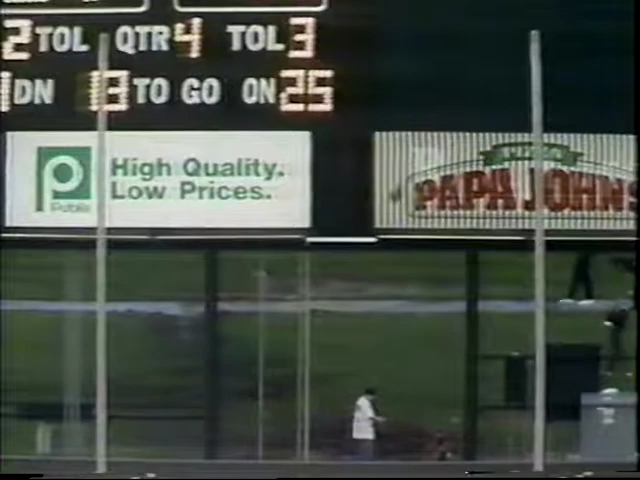 2 TOL QTR 4 TOL 3
1 DN 13 TO GO ON 25
p
Publix
High Quality.
Low Prices.
PIZZA
PAPA JOHNS